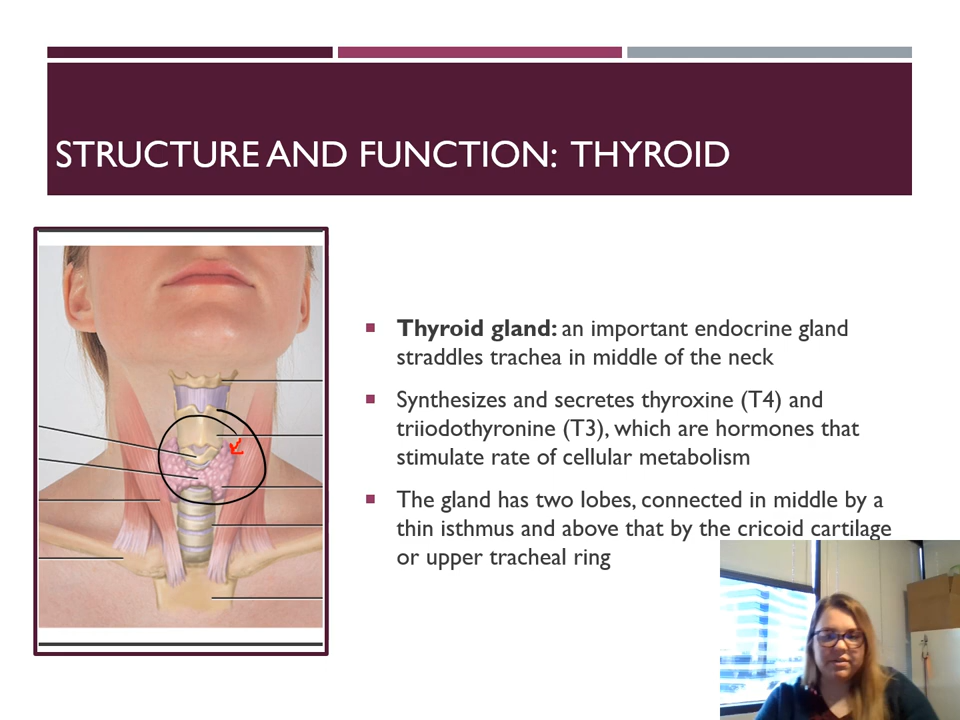 STRUCTURE AND FUNCTION: THYROID
Thyroid gland: an important endocrine gland
straddles trachea in middle of the neck
Synthesizes and secretes thyroxine (T4) and
triiodothyronine (T3), which are hormones that
stimulate rate of cellular metabolism
The gland has two lobes, connected in middle by a
thin isthmus and above that by the cricoid cartilage
or upper tracheal ring